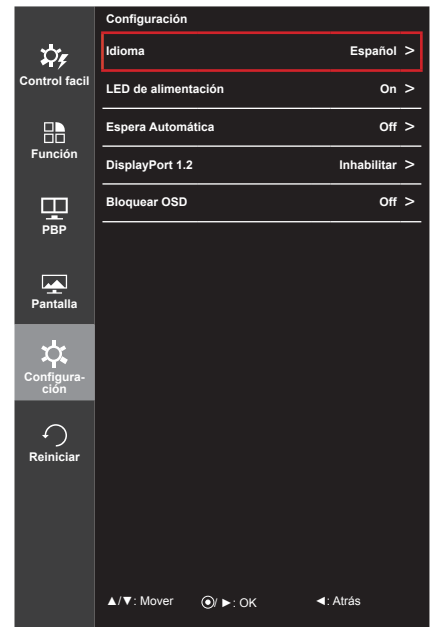 Configuración
Control facil
Idioma Español >
LED de alimentación On >
Función
Espera Automática Off >
DisplayPort 1.2 Inhabilitar >
PBP
Bloquear OSD Off >
Pantalla
Configura-
ción
Reiniciar
▲/▼: Mover ⦿/ ►: OK ◄: Atrás